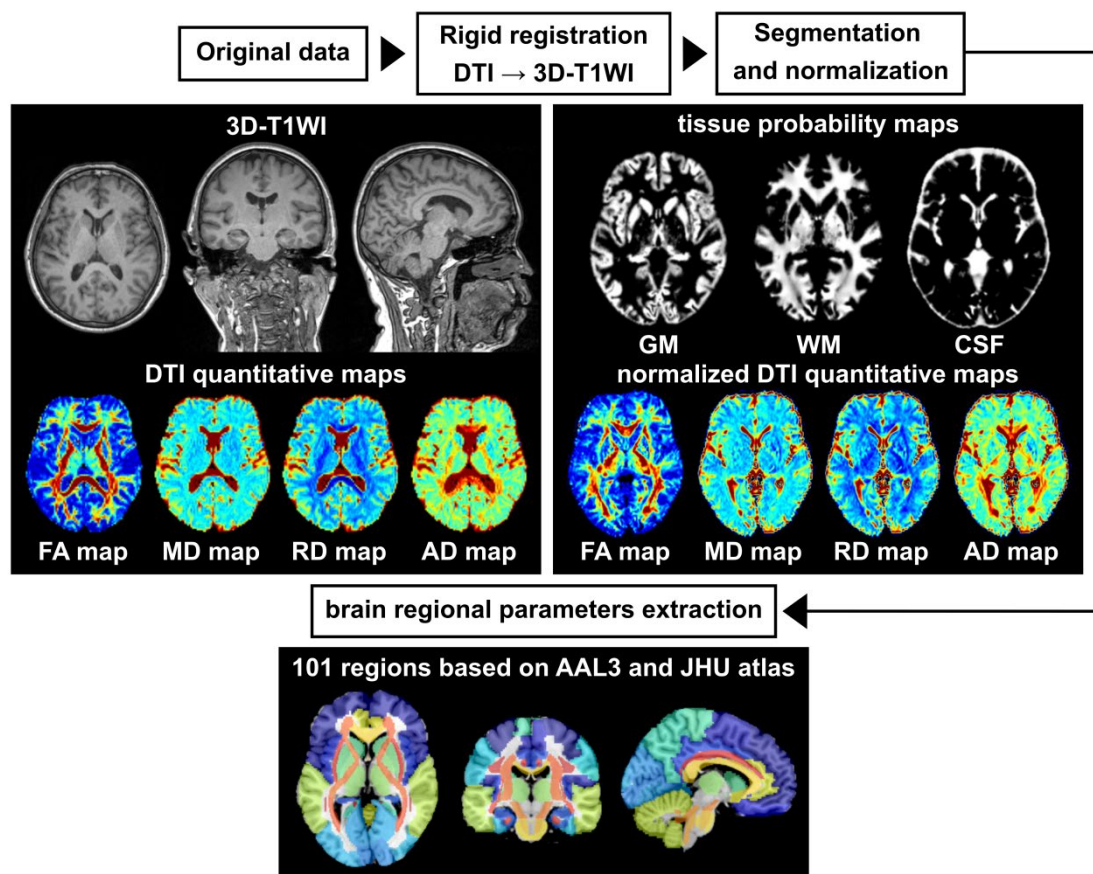 Original data
Rigid registration
DTI → 3D-T1WI
Segmentation
and normalization
3D-T1WI
DTI quantitative maps
FA map MD map RD map AD map
tissue probability maps
GM WM CSF
normalized DTI quantitative maps
FA map MD map RD map AD map
brain regional parameters extraction
101 regions based on AAL3 and JHU atlas